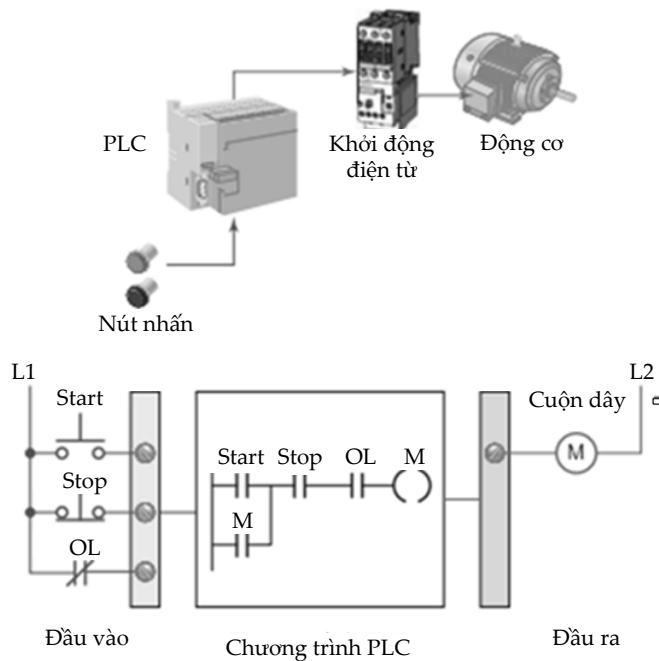 PLC
Khởi động
điện từ
Động cơ
Nút nhấn
L1
L2
Start
Cuộn dây
Start
Stop
OL
M
M
Stop
M
OL
Đầu vào
Chương trình PLC
Đầu ra